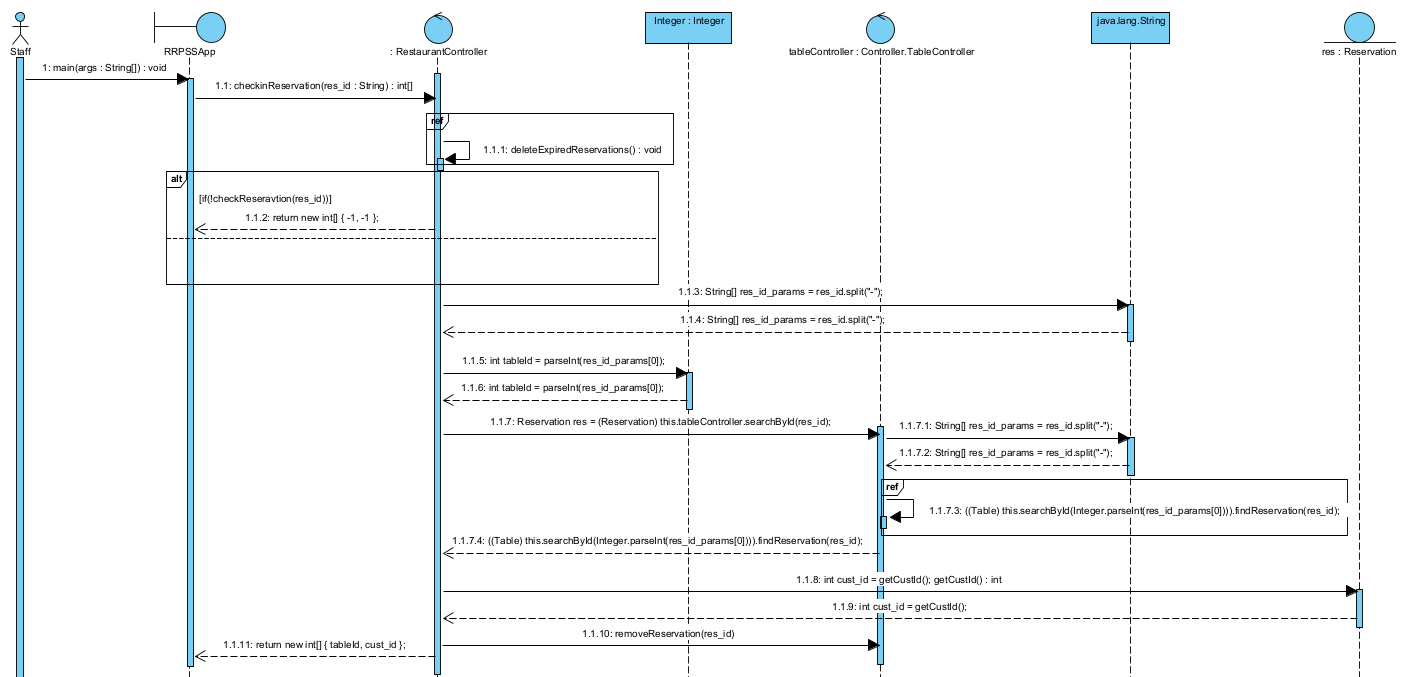 Integer : Integer
java.lang.String
Staff
RRPSSApp
: RestaurantController
tableController : Controller.TableController
res : Reservation
1: main(args : String[]) : void
1.1: checkinReservation(res_id : String) : int[]
ref
1.1.1: deleteExpiredReservations() : void
alt
[if(!checkReseravtion(res_id))]
1.1.2: return new int[] { -1, -1 };
1.1.3: String[] res_id_params = res_id.split("-");
1.1.4: String[] res_id_params = res_id.split("-");
1.1.5: int tableId = parseInt(res_id_params[0]);
1.1.6: int tableId = parseInt(res_id_params[0]);
1.1.7: Reservation res = (Reservation) this.tableController.searchById(res_id);
1.1.7.1: String[] res_id_params = res_id.split("-");
1.1.7.2: String[] res_id_params = res_id.split("-");
ref
1.1.7.3: ((Table) this.searchById(Integer.parseInt(res_id_params[0]))).findReservation(res_id);
1.1.7.4: ((Table) this.searchById(Integer.parseInt(res_id_params[0]))).findReservation(res_id);
1.1.8: int cust_id = getCustId(); getCustId() : int
1.1.9: int cust_id = getCustId();
1.1.10: removeReservation(res_id)
1.1.11: return new int[] { tableId, cust_id };